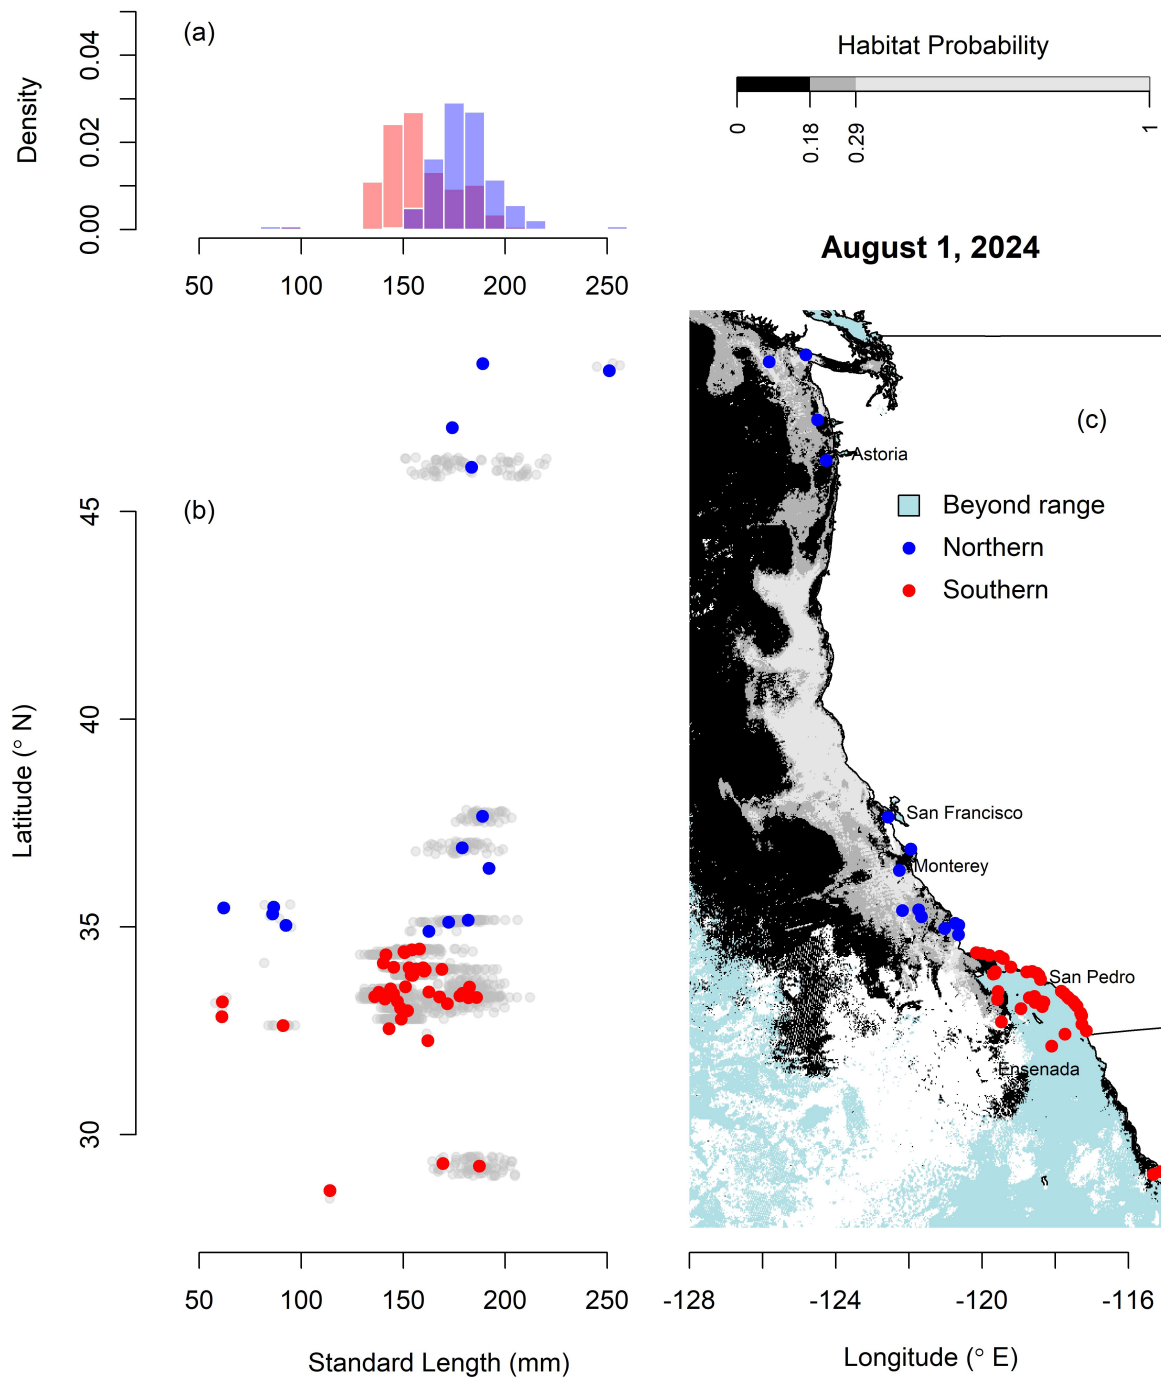 (a)
Density
0.00
0.02
0.04
50
100
150
200
250
Habitat Probability
0
0.18
0.29
1
August 1, 2024
(b)
Latitude (° N)
30
35
40
45
50
100
150
200
250
Standard Length (mm)
(c)
Astoria
Beyond range
Northern
Southern
San Francisco
Monterey
San Pedro
Ensenada
-128
-124
-120
-116
Longitude (° E)